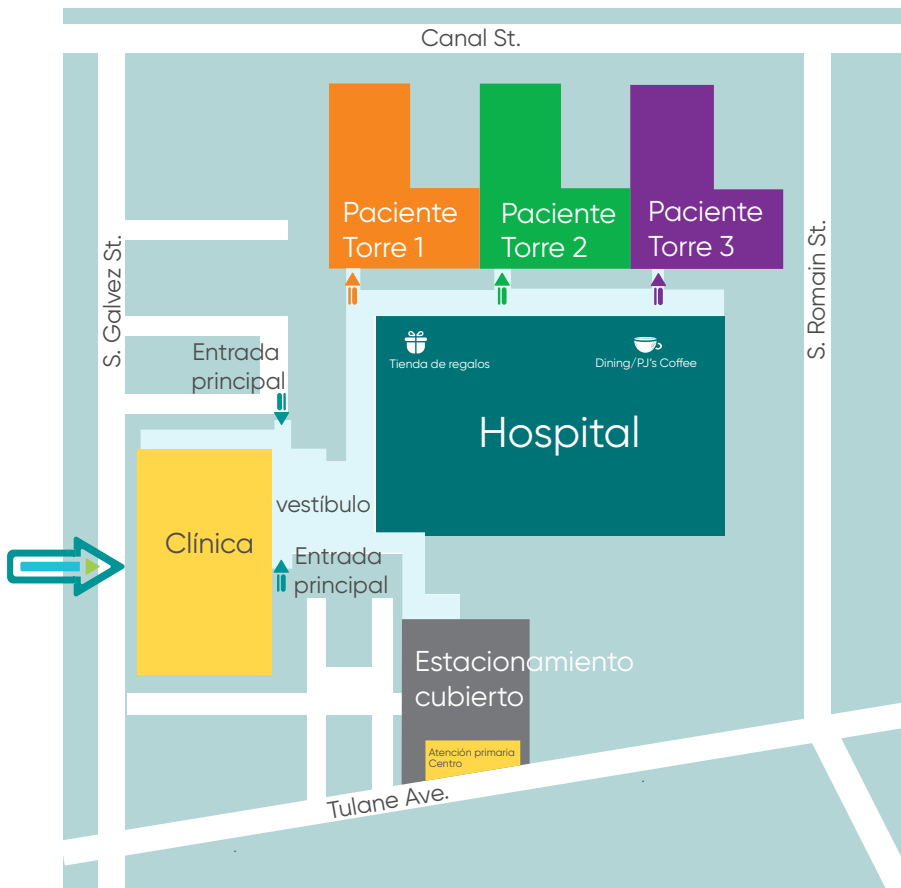 Canal St.
Paciente
Torre 1
Paciente
Torre 2
Paciente
Torre 3
S. Galvez St.
S. Romain St.
Entrada
principal
Tienda de regalos
Dining/PJ's Coffee
Hospital
vestíbulo
Clínica
Entrada
principal
Estacionamiento
cubierto
Atención primaria
Centro
Tulane Ave.